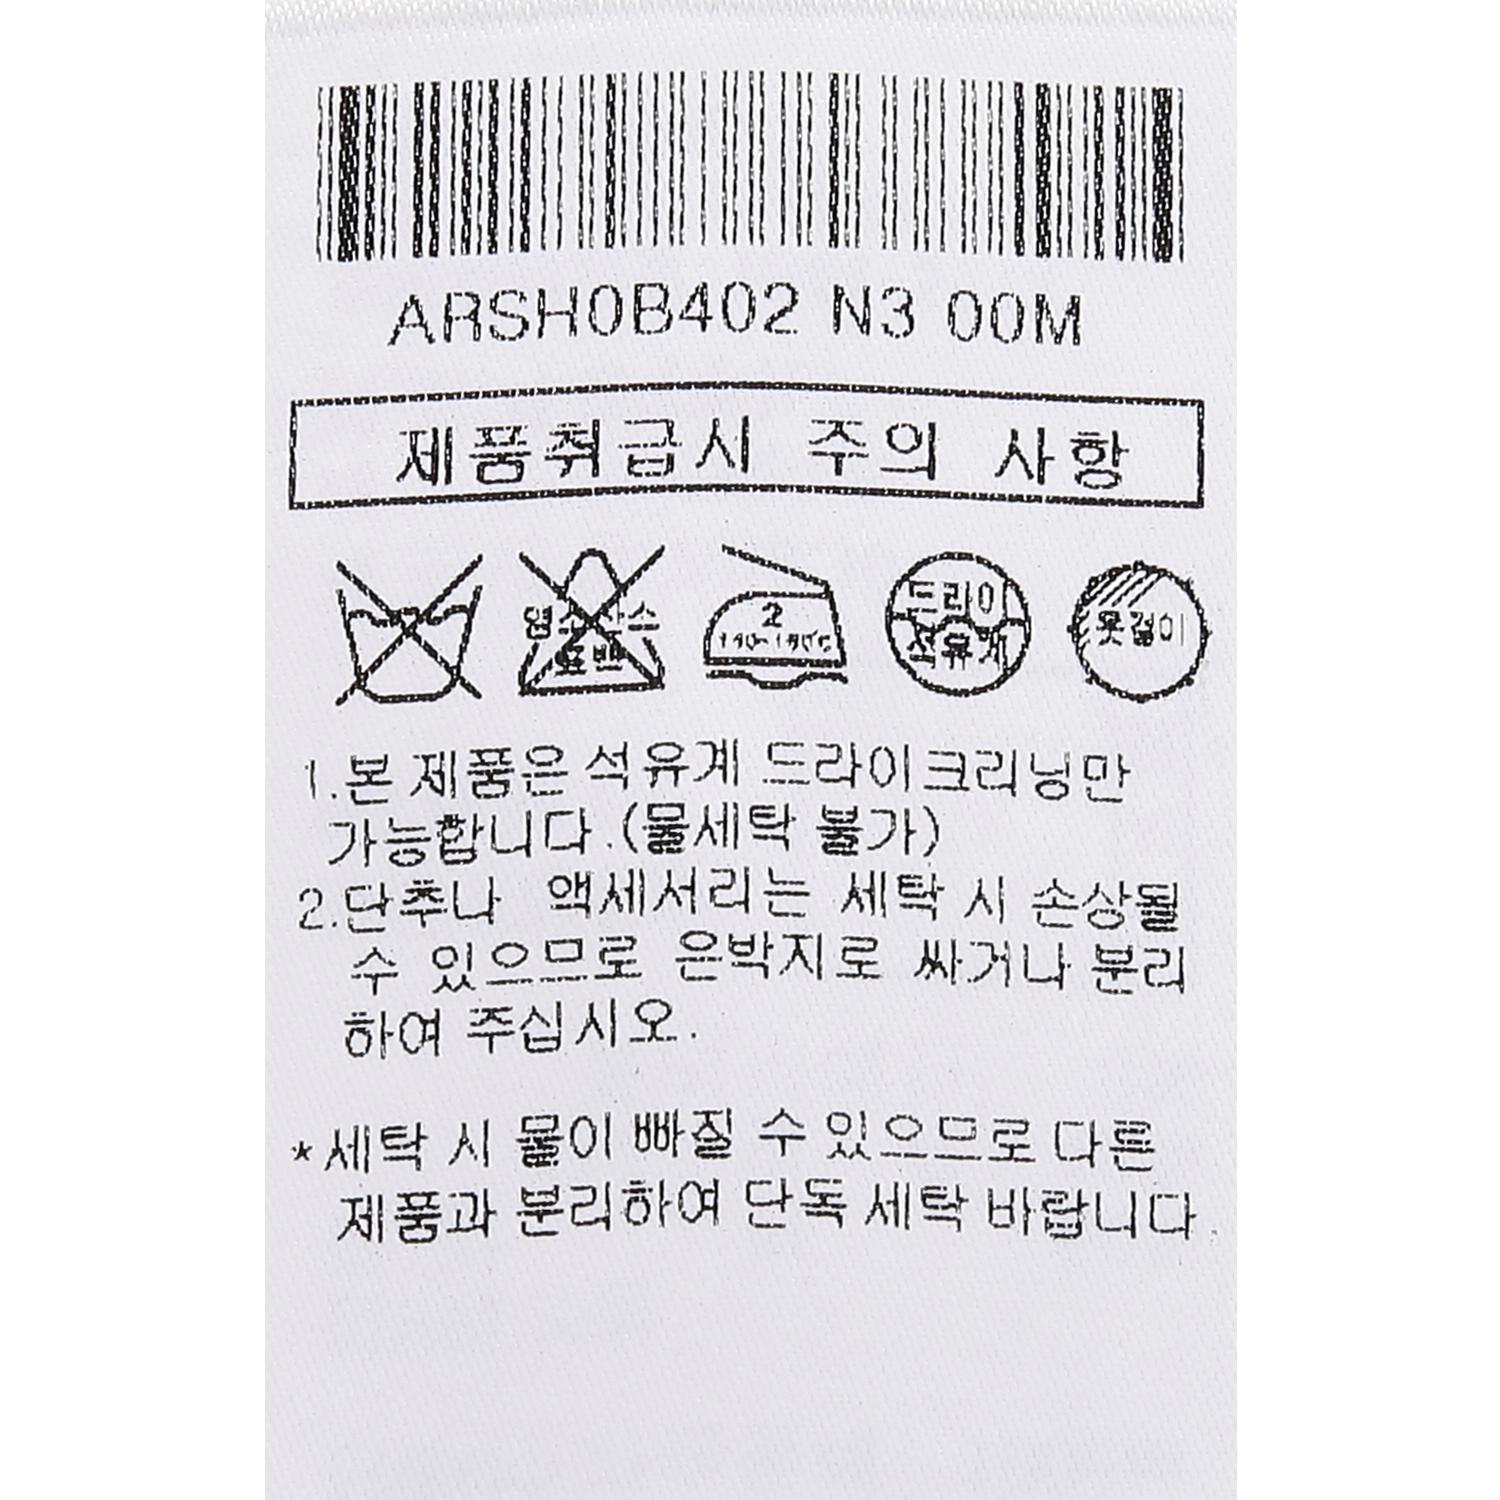 ARSH0B402 N3 00M
제품취급시 주의 사항
염소산소
표백
2
140~160℃
드라이
석유계
옷걸이
1.본 제품은 석유계 드라이크리닝만
가능합니다.(물세탁 불가)
2.단추나 액세서리는 세탁 시 손상될
수 있으므로 은박지로 싸거나 분리
하여 주십시오.
*세탁 시 물이 빠질 수 있으므로 다른
제품과 분리하여 단독 세탁 바랍니다.